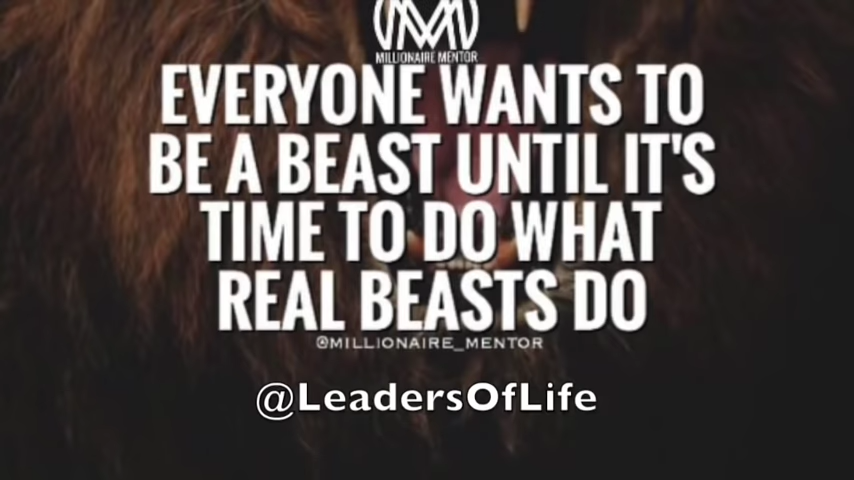 MILLIONAIRE MENTOR
EVERYONE WANTS TO
BE A BEAST UNTIL IT'S
TIME TO DO WHAT
REAL BEASTS DO
@MILLIONAIRE_MENTOR
@LeadersOfLife